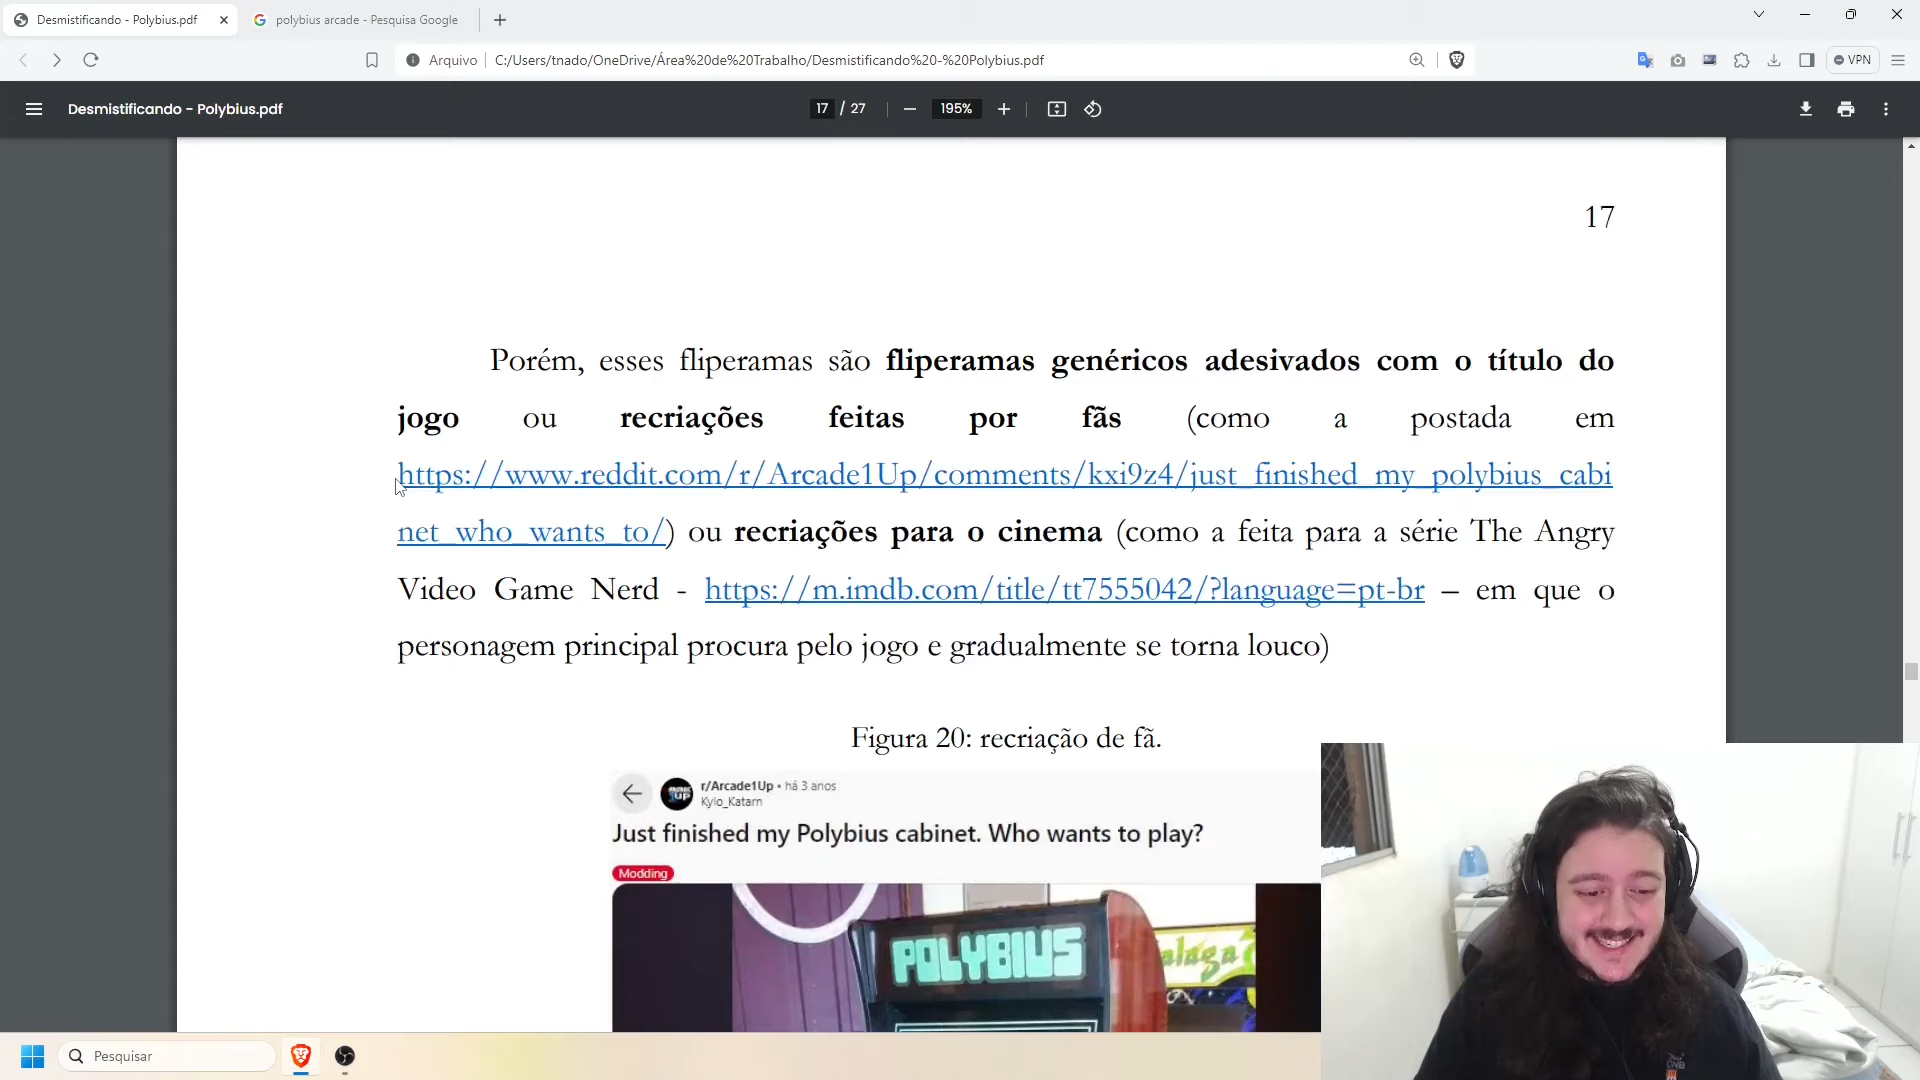 Desmistificando - Polybius.pdf
polybius arcade - Pesquisa Google
Arquivo
C:/Users/tnado/OneDrive/Área%20de%20Trabalho/Desmistificando%20-%20Polybius.pdf
VPN
Desmistificando - Polybius.pdf
17 / 27
195%
17
Porém, esses fliperamas são fliperamas genéricos adesivados com o título do
jogo ou recriações feitas por fãs (como a postada em
https://www.reddit.com/r/Arcade1Up/comments/kxi9z4/just_finished_my_polybius_cabi
net_who_wants_to/) ou recriações para o cinema (como a feita para a série The Angry
Video Game Nerd - https://m.imdb.com/title/tt7555042/?language=pt-br – em que o
personagem principal procura pelo jogo e gradualmente se torna louco)
Figura 20: recriação de fã.
r/Arcade1Up • há 3 anos
Kylo_Katarn
Just finished my Polybius cabinet. Who wants to play?
Modding
POLYBIUS
Pesquisar